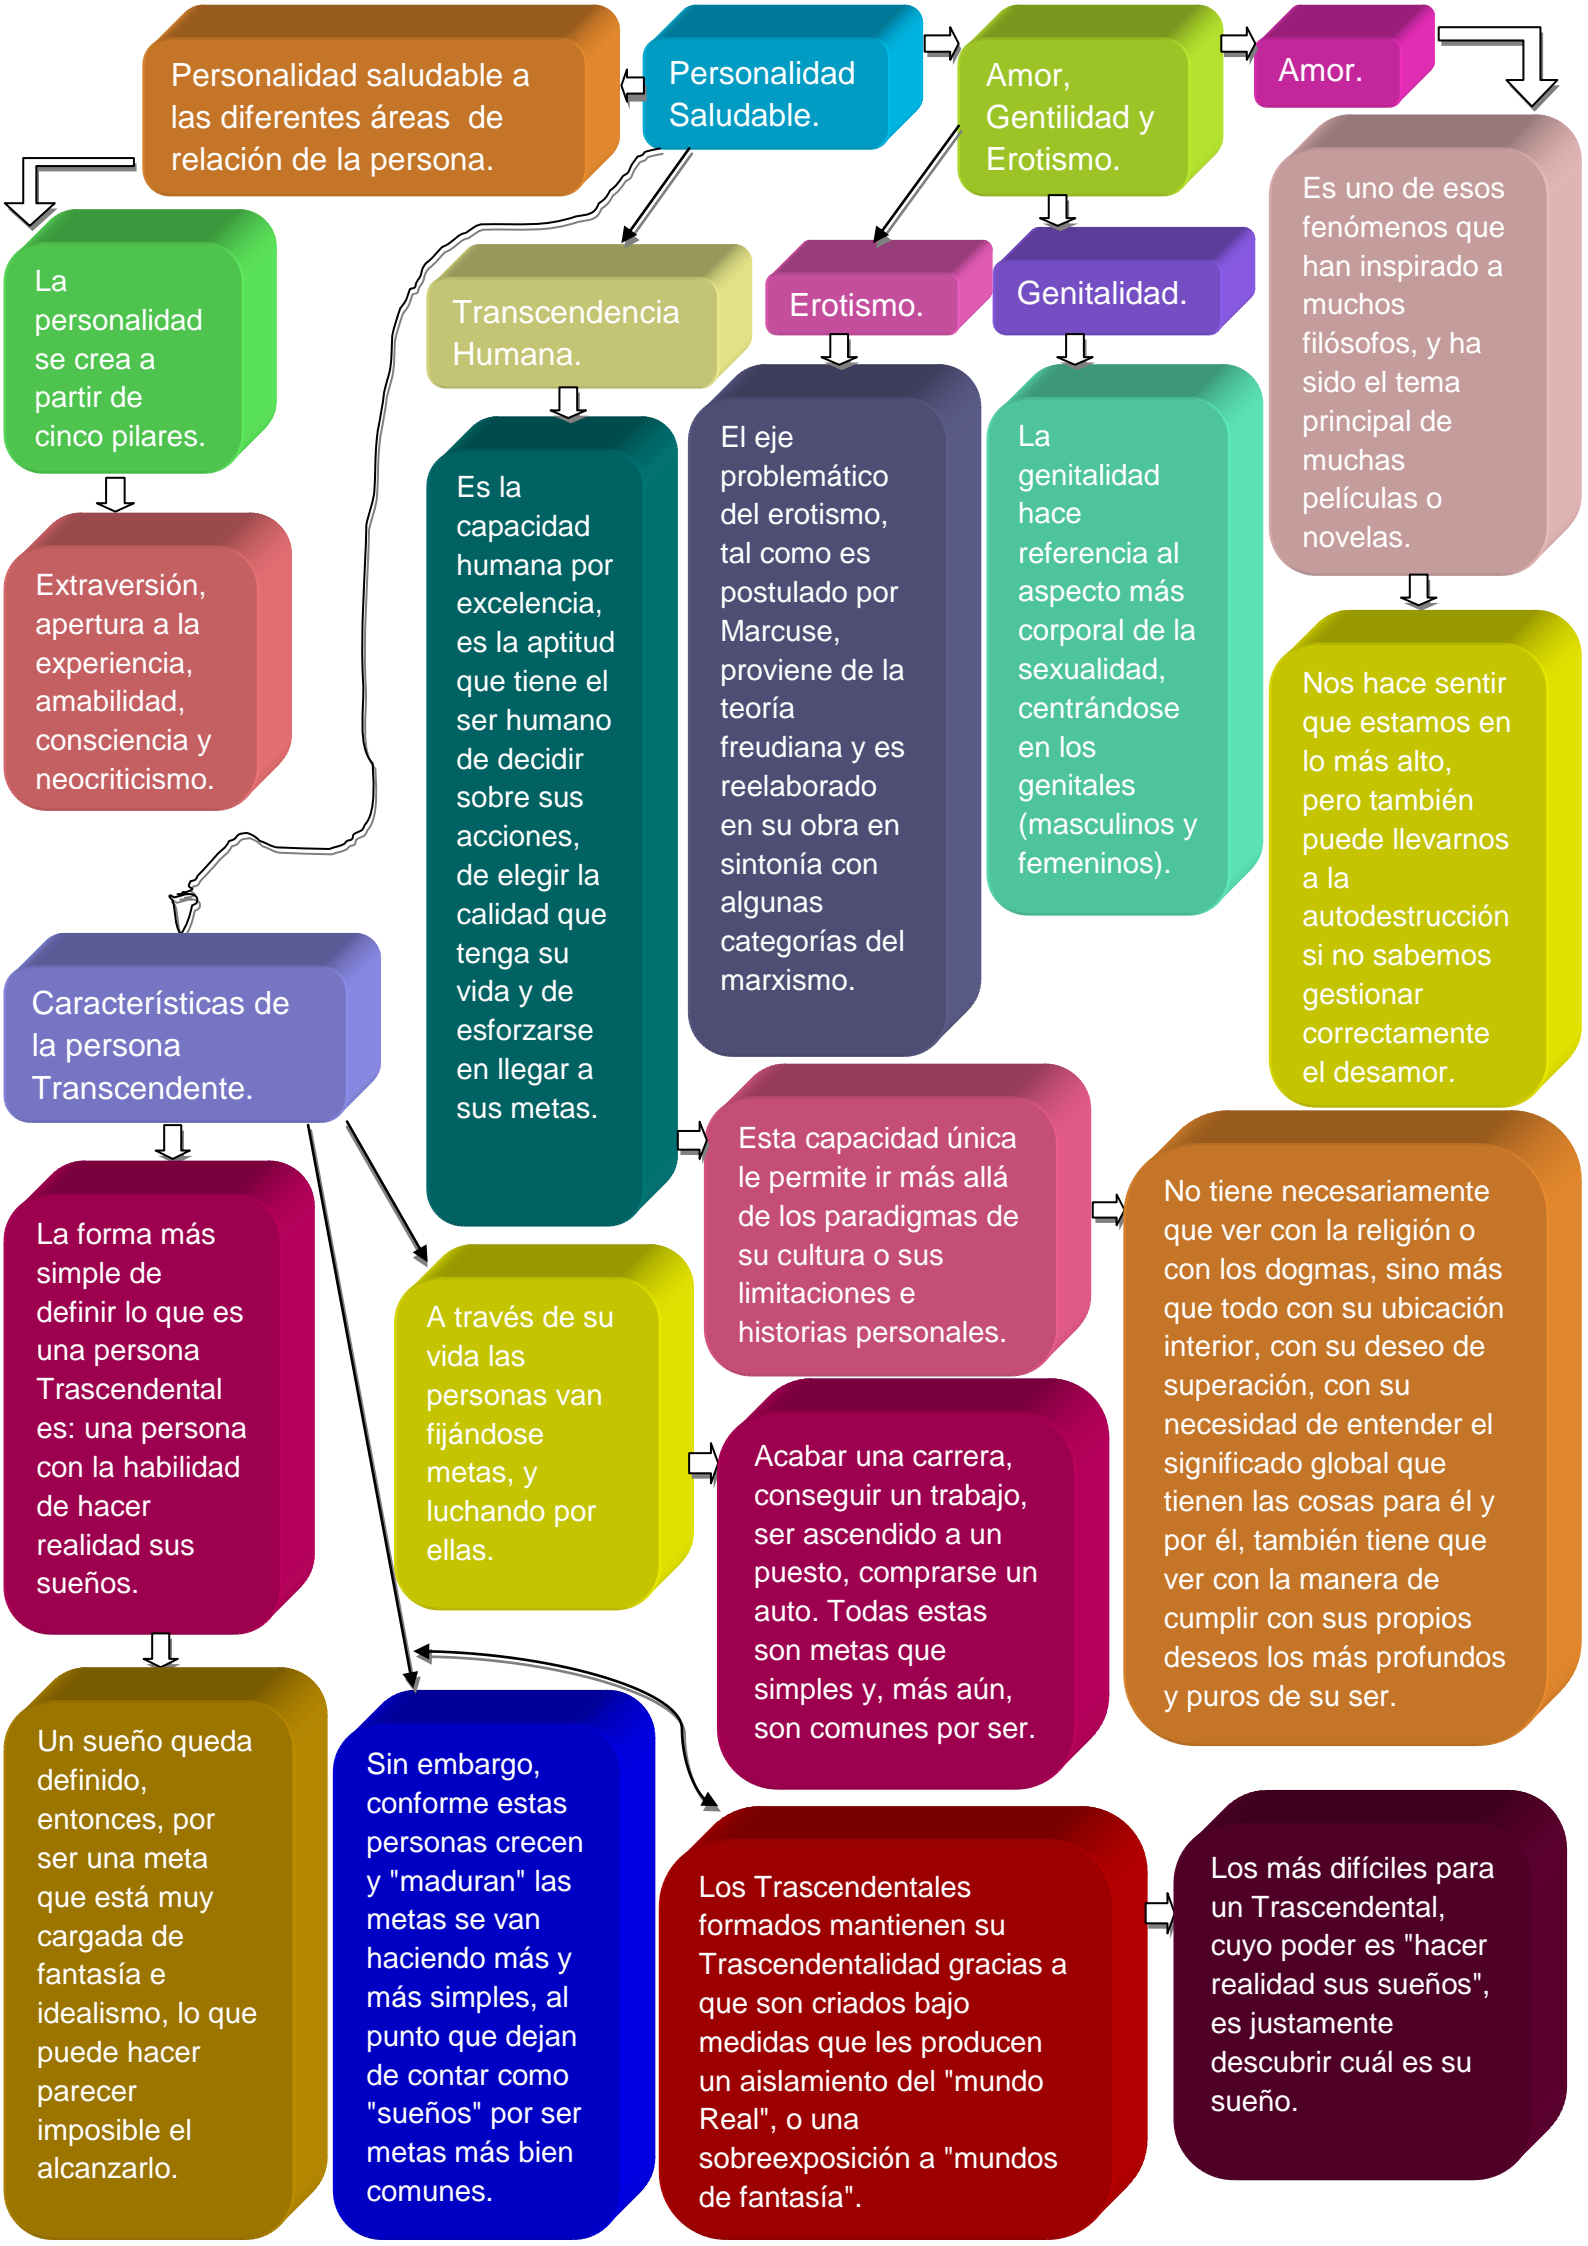 Personalidad saludable a
las diferentes áreas de
relación de la persona.
Personalidad
Saludable.
Amor,
Gentilidad y
Erotismo.
Amor.
La
personalidad
se crea a
partir de
cinco pilares.
Extraversión,
apertura a la
experiencia,
amabilidad,
consciencia y
neocriticismo.
Transcendencia
Humana.
Erotismo.
Genitalidad.
Es uno de esos
fenómenos que
han inspirado a
muchos
filósofos, y ha
sido el tema
principal de
muchas
películas o
novelas.
Es la
capacidad
humana por
excelencia,
es la aptitud
que tiene el
ser humano
de decidir
sobre sus
acciones,
de elegir la
calidad que
tenga su
vida y de
esforzarse
en llegar a
sus metas.
El eje
problemático
del erotismo,
tal como es
postulado por
Marcuse,
proviene de la
teoría
freudiana y es
reelaborado
en su obra en
sintonía con
algunas
categorías del
marxismo.
La
genitalidad
hace
referencia al
aspecto más
corporal de la
sexualidad,
centrándose
en los
genitales
(masculinos y
femeninos).
Nos hace sentir
que estamos en
lo más alto,
pero también
puede llevarnos
a la
autodestrucción
si no sabemos
gestionar
correctamente
el desamor.
Características de
la persona
Transcendente.
Esta capacidad única
le permite ir más allá
de los paradigmas de
su cultura o sus
limitaciones e
historias personales.
No tiene necesariamente
que ver con la religión o
con los dogmas, sino más
que todo con su ubicación
interior, con su deseo de
superación, con su
necesidad de entender el
significado global que
tienen las cosas para él y
por él, también tiene que
ver con la manera de
cumplir con sus propios
deseos los más profundos
y puros de su ser.
La forma más
simple de
definir lo que es
una persona
Trascendental
es: una persona
con la habilidad
de hacer
realidad sus
sueños.
A través de su
vida las
personas van
fijándose
metas, y
luchando por
ellas.
Acabar una carrera,
conseguir un trabajo,
ser ascendido a un
puesto, comprarse un
auto. Todas estas
son metas que
simples y, más aún,
son comunes por ser.
Un sueño queda
definido,
entonces, por
ser una meta
que está muy
cargada de
fantasía e
idealismo, lo que
puede hacer
parecer
imposible el
alcanzarlo.
Sin embargo,
conforme estas
personas crecen
y "maduran" las
metas se van
haciendo más y
más simples, al
punto que dejan
de contar como
"sueños" por ser
metas más bien
comunes.
Los Trascendentales
formados mantienen su
Trascendentalidad gracias a
que son criados bajo
medidas que les producen
un aislamiento del "mundo
Real", o una
sobreexposición a "mundos
de fantasía".
Los más difíciles para
un Trascendental,
cuyo poder es "hacer
realidad sus sueños",
es justamente
descubrir cuál es su
sueño.